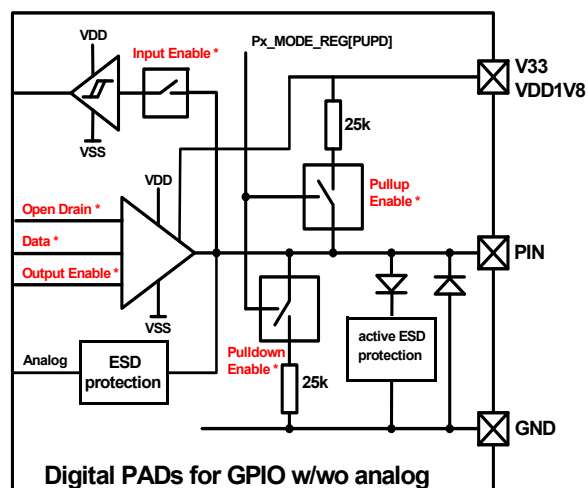 VDD
Input Enable *
Px_MODE_REG[PUPD]
V33
VDD1V8
25k
VSS
VDD
Pullup
Enable *
Open Drain *
Data *
Output Enable *
PIN
VSS
Analog
ESD
protection
Pulldown
Enable *
25k
active ESD
protection
GND
Digital PADs for GPIO w/wo analog